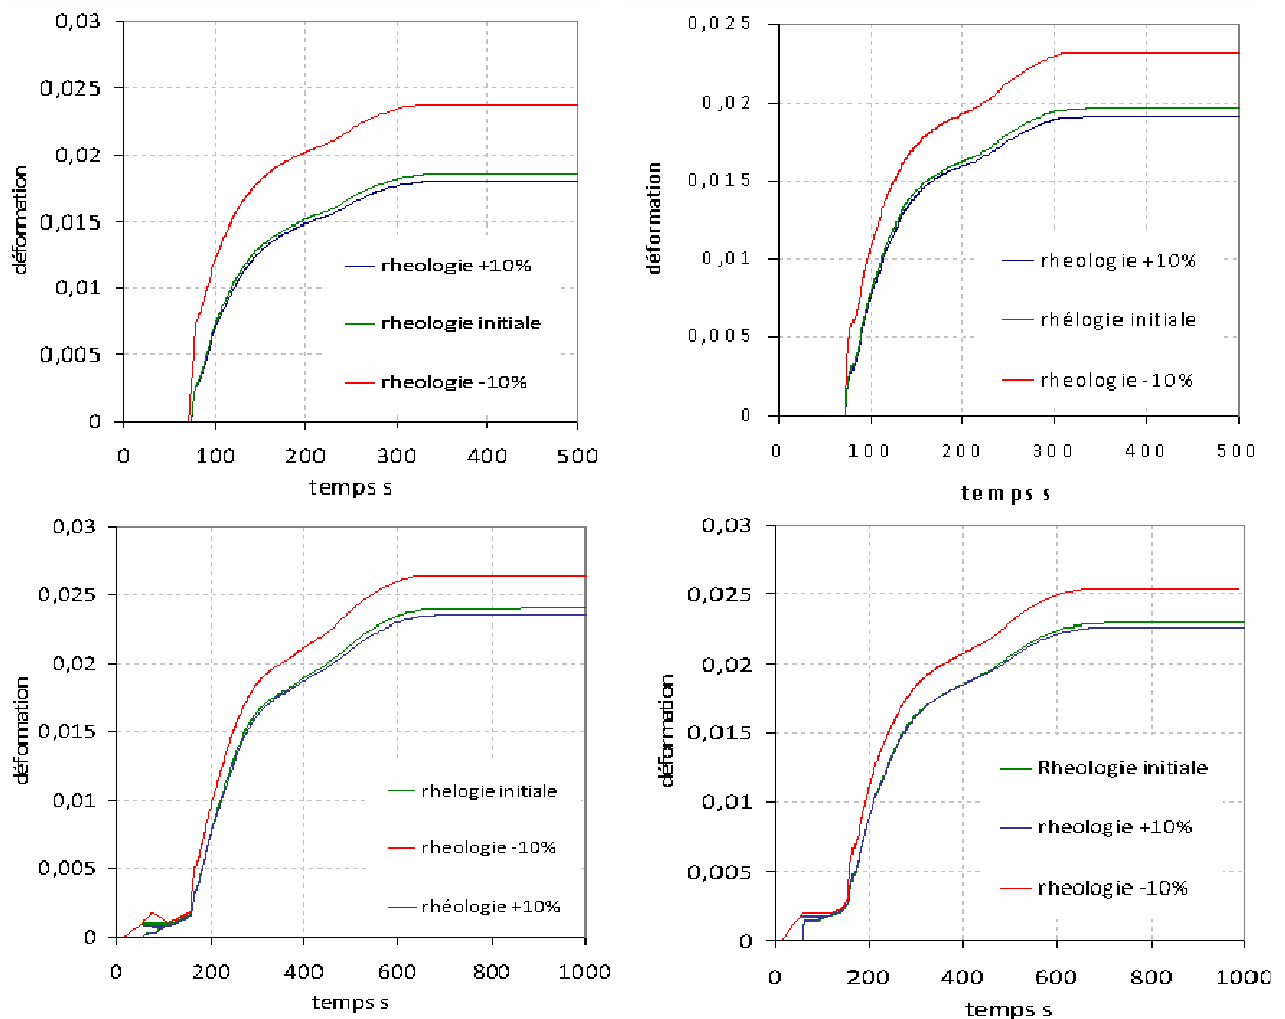 0,03
0,025
0,02
0,015
0,01
0,005
0
déformation
rheologie +10%
rheologie initiale
rheologie -10%
0 100 200 300 400 500
temps s
0,025
0,02
0,015
0,01
0,005
0
déformation
rheologie +10%
rhélogie initiale
rheologie -10%
0 100 200 300 400 500
temps s
0,03
0,025
0,02
0,015
0,01
0,005
0
déformation
rhelogie initiale
rheologie -10%
rhéologie +10%
0 200 400 600 800 1000
temps s
0,03
0,025
0,02
0,015
0,01
0,005
0
déformation
Rheologie initiale
rheologie +10%
rheologie -10%
0 200 400 600 800 1000
temps s